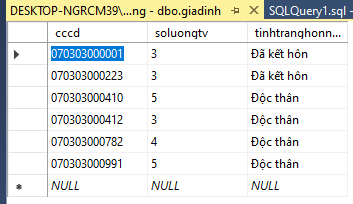 DESKTOP-NGRCM39\...ng - dbo.giadinh SQLQuery1.sql -
cccd soluongtv tinhtranghonn...
070303000001 3 Đã kết hôn
070303000223 3 Đã kết hôn
070303000410 5 Độc thân
070303000412 3 Độc thân
070303000782 4 Độc thân
070303000991 5 Độc thân
NULL NULL NULL